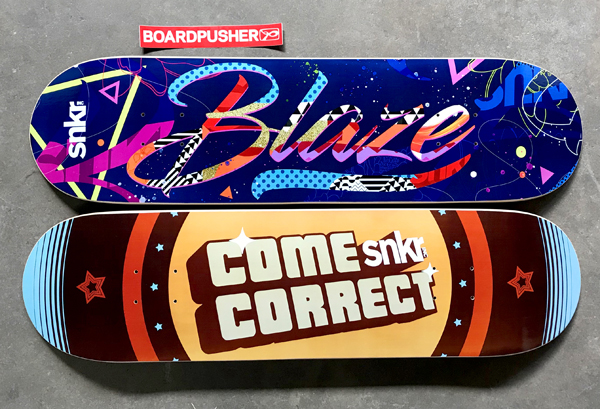 BOARDPUSHER
snkr
Blaze
COME snkr
CORRECT